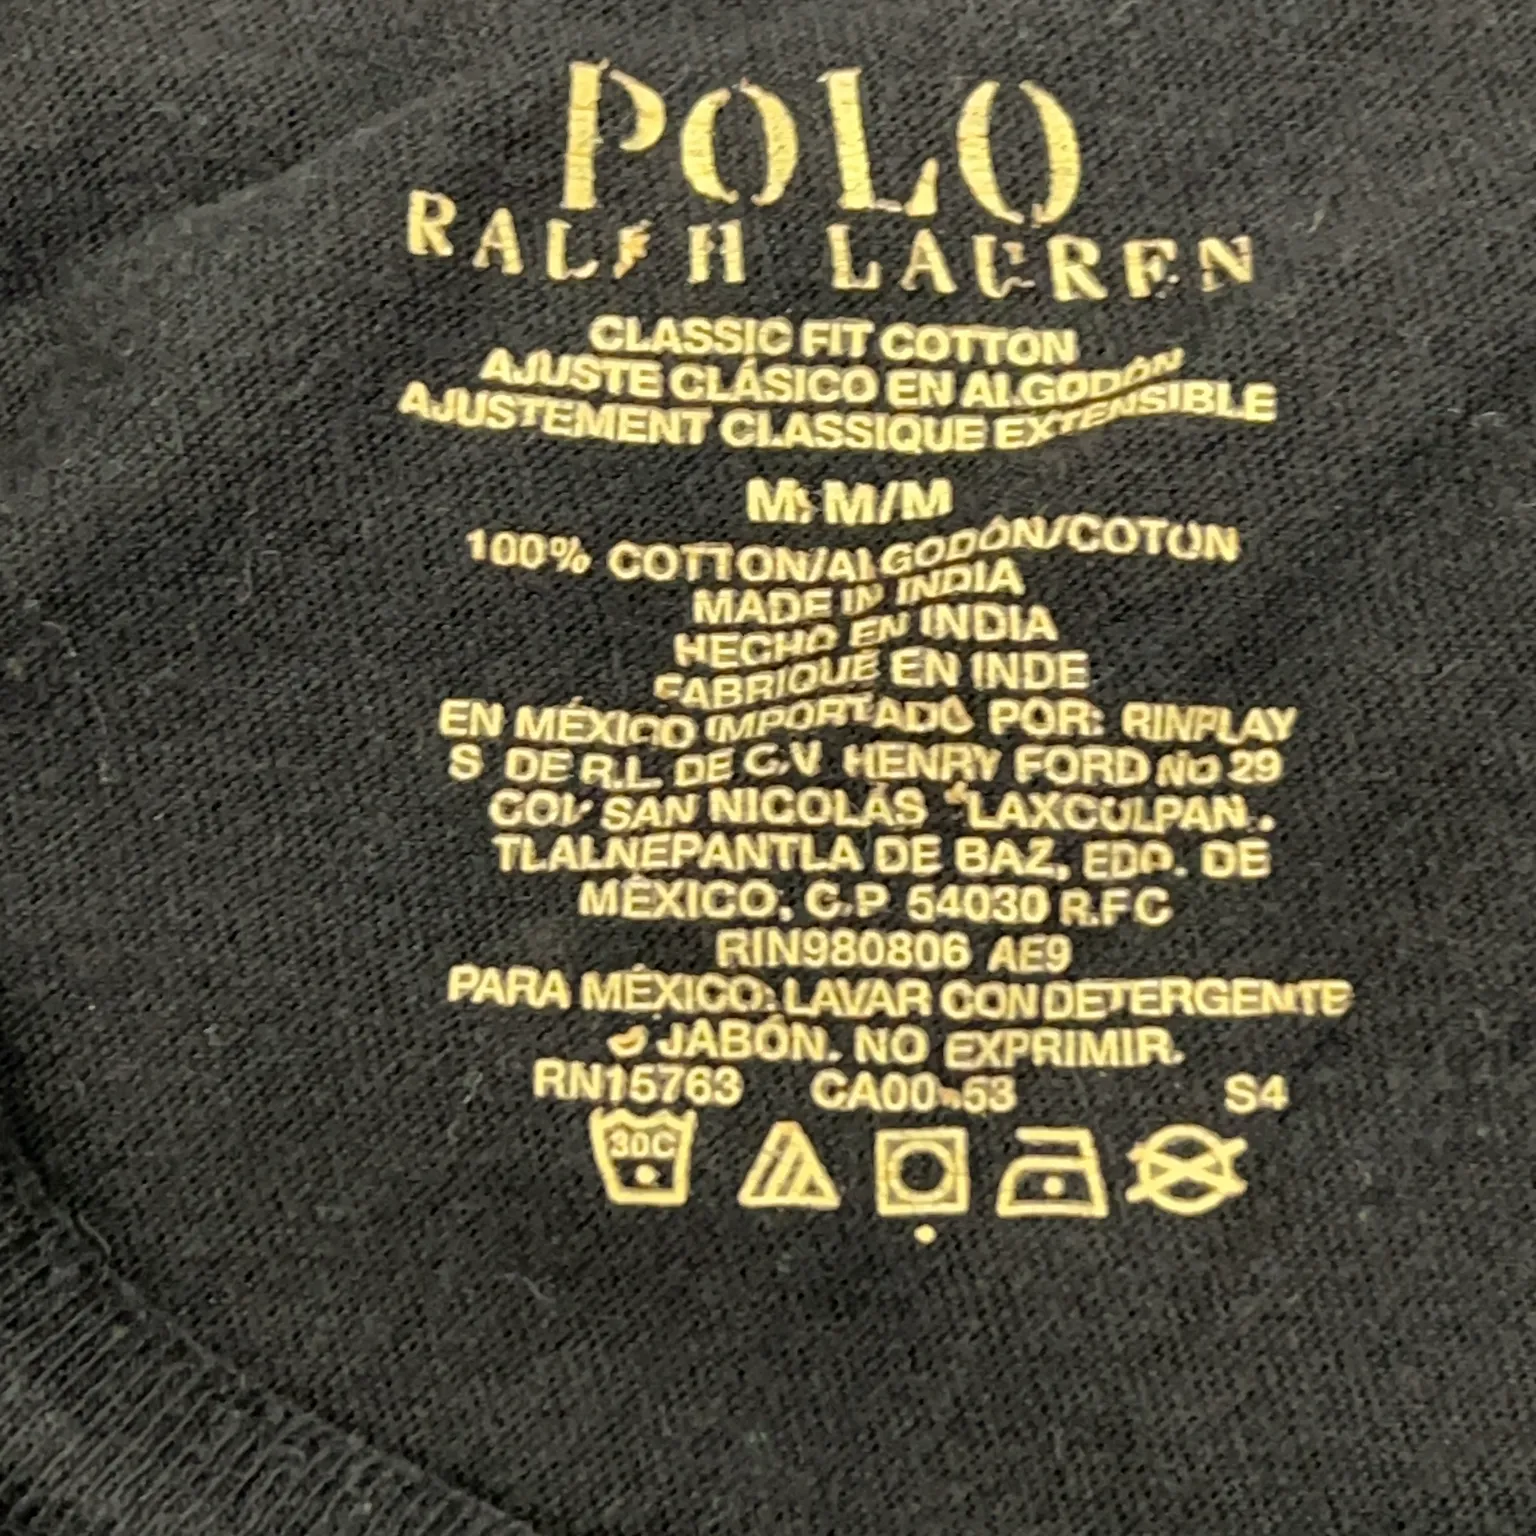 POLO
RALPH LAUREN
CLASSIC FIT COTTON
AJUSTE CLÁSICO EN ALGODÓN
AJUSTEMENT CLASSIQUE EXTENSIBLE
M: M/M
100% COTTON/ALGODÓN/COTON
MADE IN INDIA
HECHO EN INDIA
FABRIQUÉ EN INDE
EN MÉXICO IMPORTADO POR: RINPLAY
S DE R.L. DE C.V HENRY FORD NO 29
COL SAN NICOLÁS TLAXCOLPAN.
TLALNEPANTLA DE BAZ, EDO. DE
MÉXICO. C.P 54030 R.F.C
RIN980806 AE9
PARA MÉXICO: LAVAR CON DETERGENTE
O JABÓN. NO EXPRIMIR.
RN15763 S4
30C